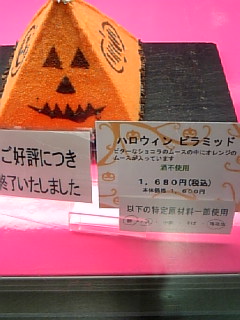 ご好評につき
終了いたしました
ハロウィン ピラミッド
ビターなショコラのムースの中にオレンジの
ムースが入っています
酒不使用
1,680円(税込)
本体価格 1,600円
以下の特定原材料一部使用